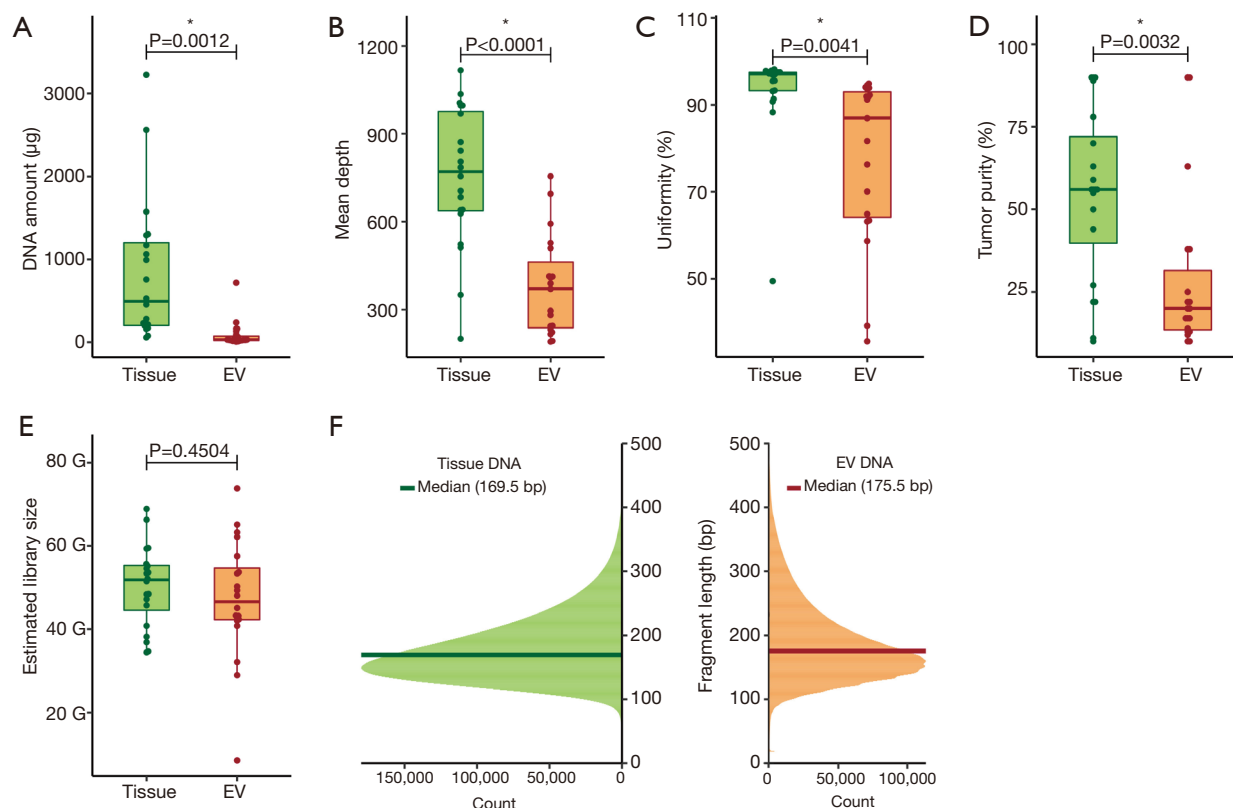 A
*
P=0.0012
DNA amount (µg)
3000
2000
1000
0
Tissue EV
B
*
P<0.0001
Mean depth
1200
900
600
300
Tissue EV
C
*
P=0.0041
Uniformity (%)
110
90
70
50
Tissue EV
D
*
P=0.0032
Tumor purity (%)
100
75
50
25
Tissue EV
E
P=0.4504
Estimated library size
80 G
60 G
40 G
20 G
Tissue EV
F
Tissue DNA
Median (169.5 bp)
500
400
300
200
100
0
150,000 100,000 50,000 0
Count
EV DNA
Median (175.5 bp)
Fragment length (bp)
500
400
300
200
100
0
0 50,000 100,000
Count